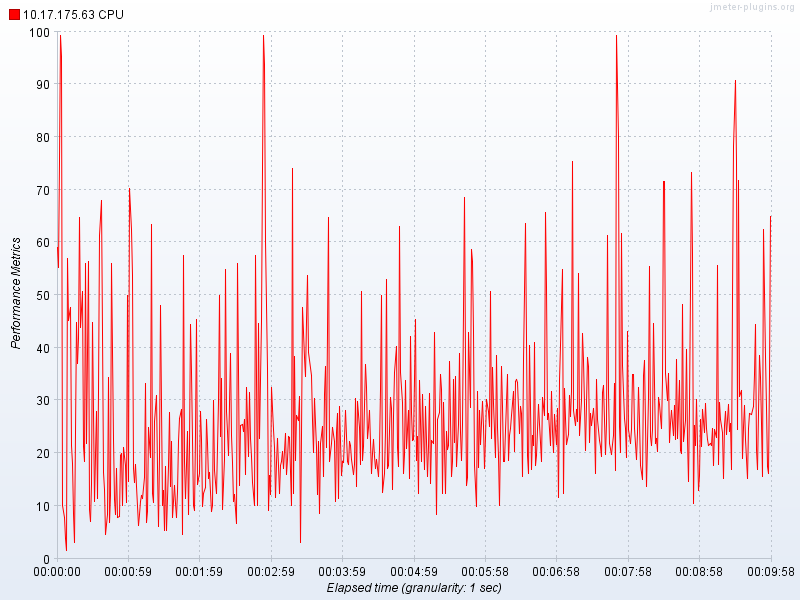 10.17.175.63 CPU
jmeter-plugins.org
100
90
80
70
60
50
40
30
20
10
0
Performance Metrics
00:00:00 00:00:59 00:01:59 00:02:59 00:03:59 00:04:59 00:05:58 00:06:58 00:07:58 00:08:58 00:09:58
Elapsed time (granularity: 1 sec)